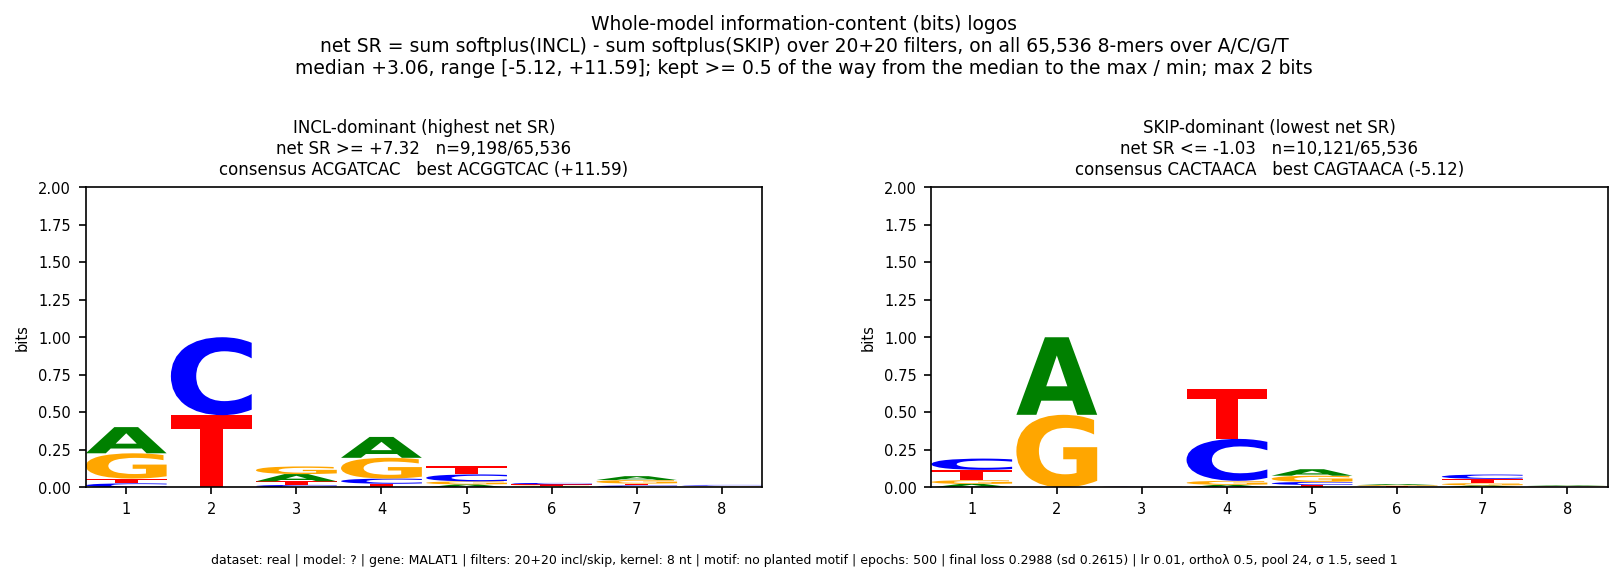 Whole-model information-content (bits) logos
net SR = sum softplus(INCL) - sum softplus(SKIP) over 20+20 filters, on all 65,536 8-mers over A/C/G/T
median +3.06, range [-5.12, +11.59]; kept >= 0.5 of the way from the median to the max / min; max 2 bits
INCL-dominant (highest net SR)
net SR >= +7.32 n=9,198/65,536
consensus ACGATCAC best ACGGTCAC (+11.59)
2.00
1.75
1.50
1.25
1.00
0.75
0.50
0.25
0.00
bits
1 2 3 4 5 6 7 8
SKIP-dominant (lowest net SR)
net SR <= -1.03 n=10,121/65,536
consensus CACTAACA best CAGTAACA (-5.12)
2.00
1.75
1.50
1.25
1.00
0.75
0.50
0.25
0.00
bits
1 2 3 4 5 6 7 8
dataset: real | model: ? | gene: MALAT1 | filters: 20+20 incl/skip, kernel: 8 nt | motif: no planted motif | epochs: 500 | final loss 0.2988 (sd 0.2615) | lr 0.01, orthoλ 0.5, pool 24, σ 1.5, seed 1